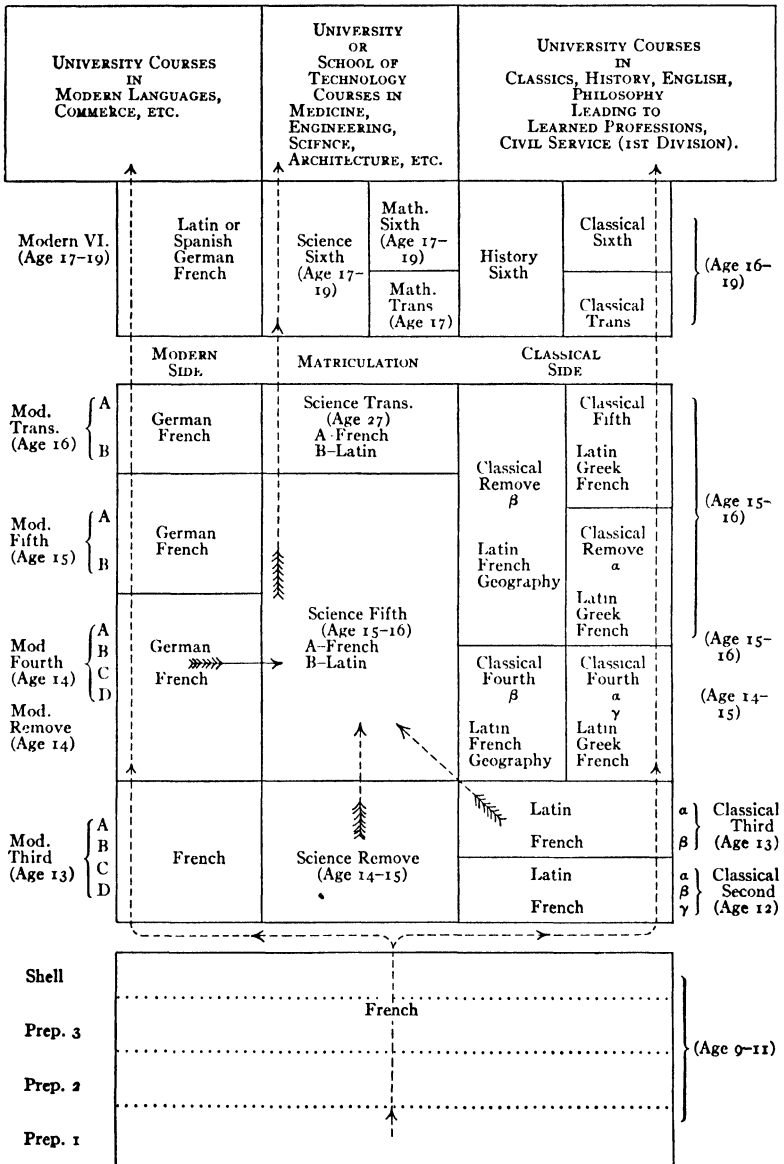 UNIVERSITY COURSES
IN
MODERN LANGUAGES,
COMMERCE, ETC.
UNIVERSITY
OR
SCHOOL OF
TECHNOLOGY
COURSES IN
MEDICINE,
ENGINEERING,
SCIENCE,
ARCHITECTURE, ETC.
UNIVERSITY COURSES
IN
CLASSICS, HISTORY, ENGLISH,
PHILOSOPHY
LEADING TO
LEARNED PROFESSIONS,
CIVIL SERVICE (1ST DIVISION).
Modern VI.
(Age 17-19)
Latin or
Spanish
German
French
Science
Sixth
(Age 17-
19)
Math.
Sixth
(Age 17-
19)
Math.
Trans
(Age 17)
History
Sixth
Classical
Sixth
Classical
Trans
(Age 16-
19)
MODERN
SIDE
MATRICULATION
CLASSICAL
SIDE
Mod.
Trans.
(Age 16)
A
B
German
French
Science Trans.
(Age 27)
A-French
B-Latin
Classical
Remove
β
Latin
French
Geography
Classical
Fifth
Latin
Greek
French
(Age 15-
16)
Mod.
Fifth
(Age 15)
A
B
German
French
Classical
Remove
α
Latin
Greek
French
Mod
Fourth
(Age 14)
A
B
C
D
Mod.
Remove
(Age 14)
German
French
Science Fifth
(Age 15-16)
A-French
B-Latin
Classical
Fourth
β
Latin
French
Geography
Classical
Fourth
α
γ
Latin
Greek
French
(Age 15-
16)
(Age 14-
15)
Mod.
Third
(Age 13)
A
B
C
D
French
Science Remove
(Age 14-15)
Latin
French
α
β
Classical
Third
(Age 13)
Latin
French
α
β
γ
Classical
Second
(Age 12)
Shell
French
Prep. 3
(Age 9-11)
Prep. 2
Prep. 1